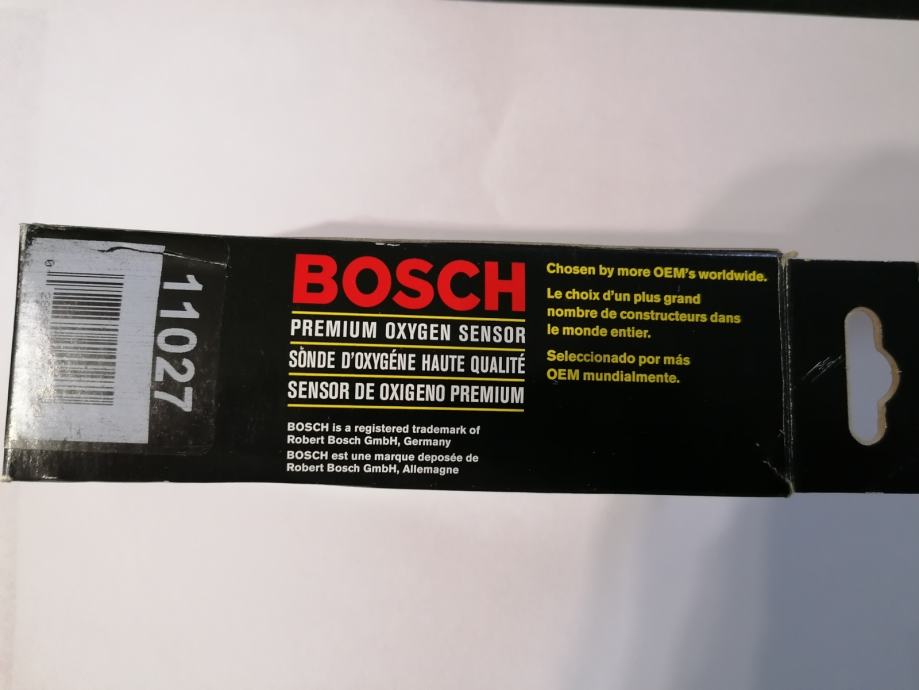 11027
BOSCH
PREMIUM OXYGEN SENSOR
SÒNDE D'OXYGÉNE HAUTE QUALITÉ
SENSOR DE OXIGENO PREMIUM
BOSCH is a registered trademark of
Robert Bosch GmbH, Germany
BOSCH est une marque deposée de
Robert Bosch GmbH, Allemagne
Chosen by more OEM's worldwide.
Le choix d'un plus grand
nombre de constructeurs dans
le monde entier.
Seleccionado por más
OEM mundialmente.